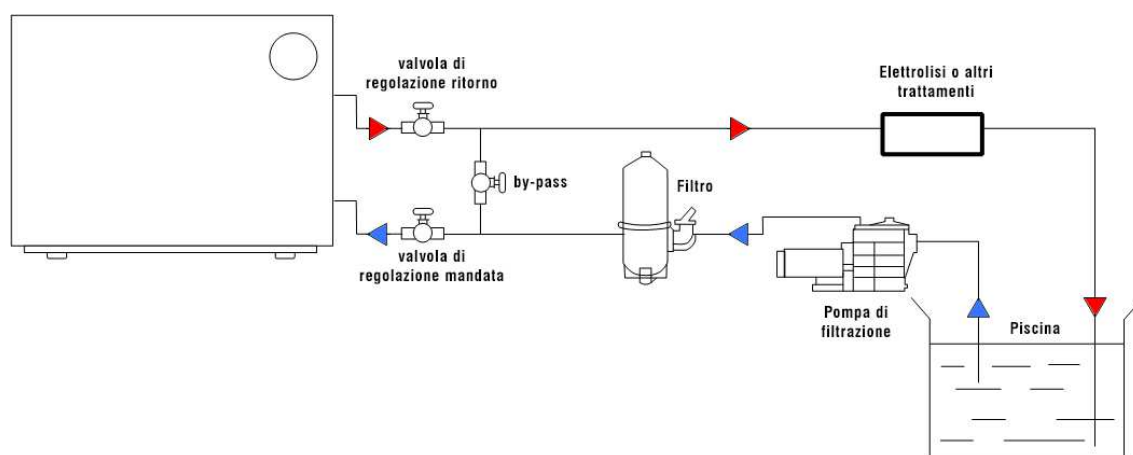 valvola di
regolazione ritorno
Elettrolisi o altri
trattamenti
by-pass
Filtro
valvola di
regolazione mandata
Pompa di
filtrazione
Piscina